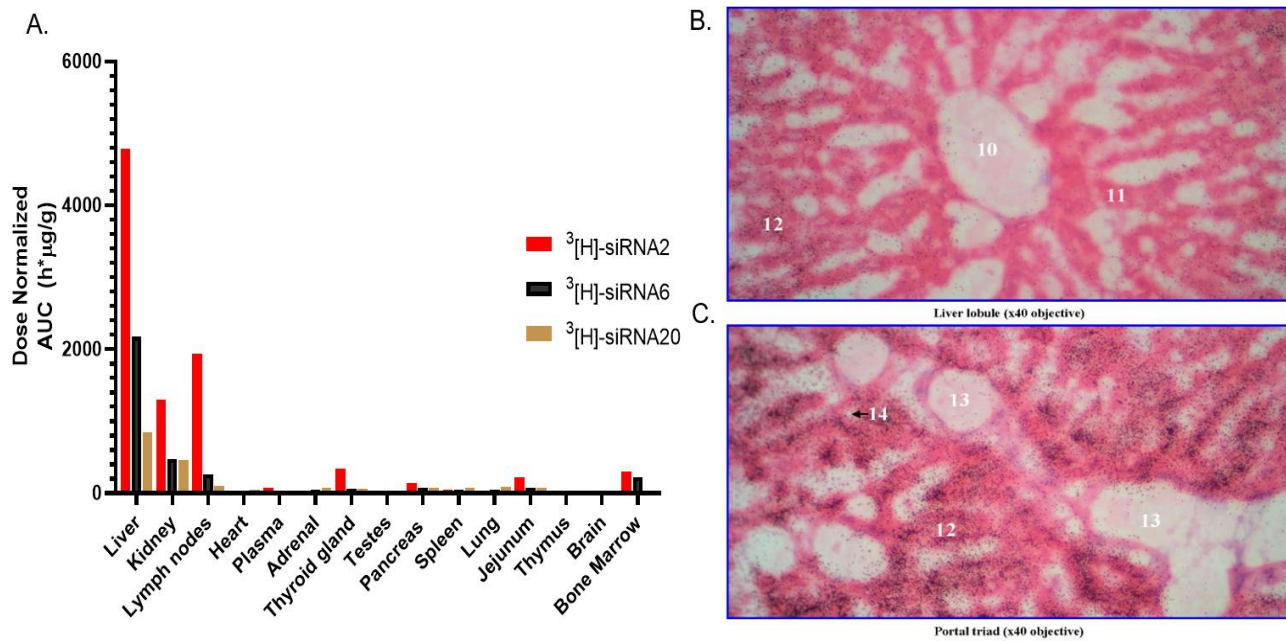 A.
6000
4000
2000
0
Dose Normalized
AUC (h*µg/g)
³[H]-siRNA2
³[H]-siRNA6
³[H]-siRNA20
Liver
Kidney
Lymph nodes
Heart
Plasma
Adrenal
Thyroid gland
Testes
Pancreas
Spleen
Lung
Jejunum
Thymus
Brain
Bone Marrow
B.
10
11
12
Liver lobule (x40 objective)
C.
13
14
12
13
Portal triad (x40 objective)